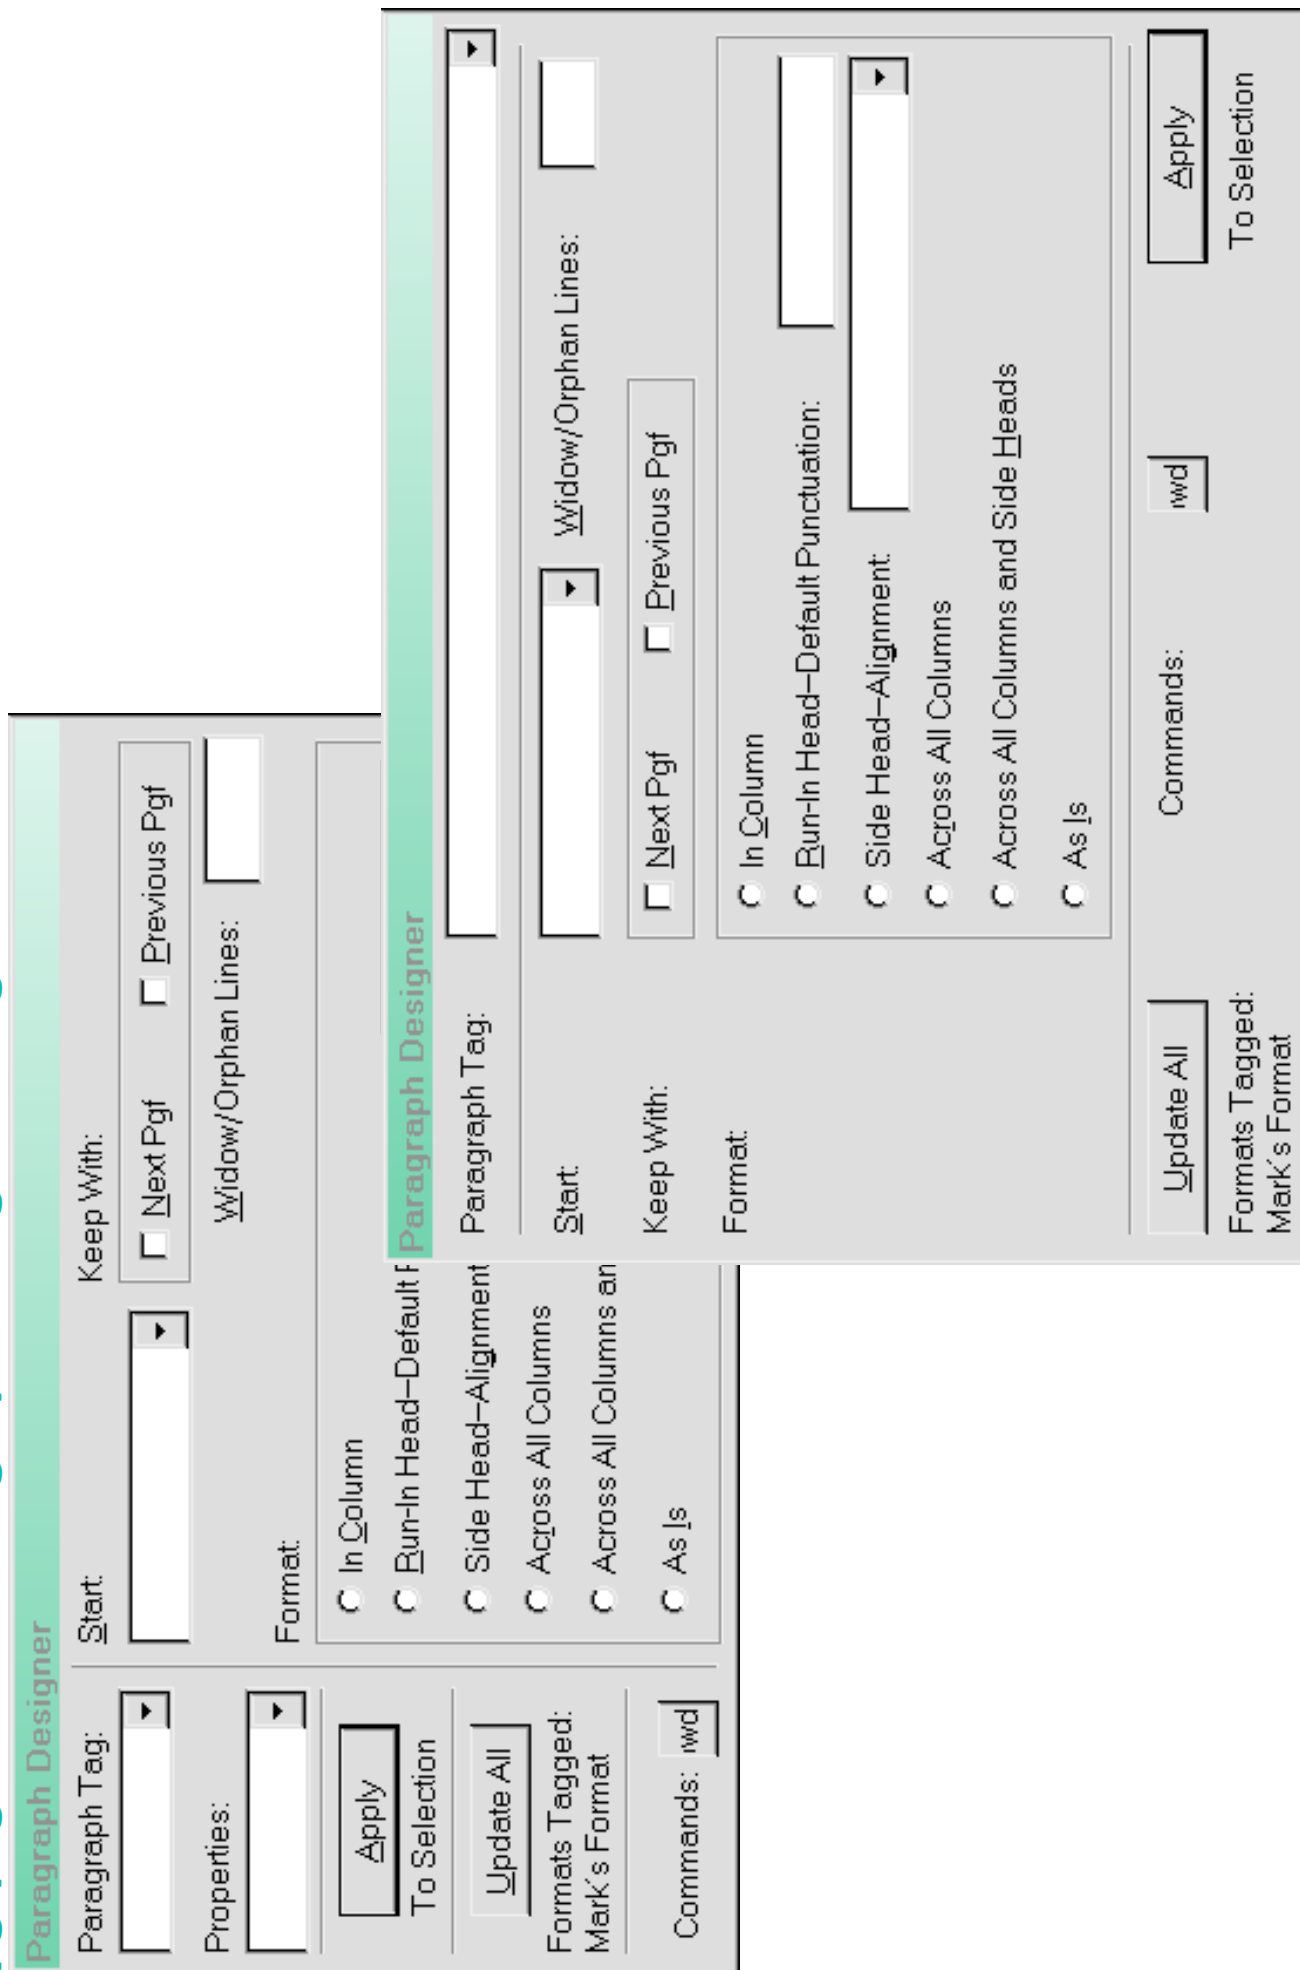 Paragraph Designer
Paragraph Tag:
Properties:
Apply
To Selection
Update All
Formats Tagged:
Mark's Format
Commands:
Start:
Keep With:
Next Pgf
Previous Pgf
Widow/Orphan Lines:
Format:
In Column
Run-In Head–Default
Side Head–Alignment
Across All Columns
Across All Columns
As Is
Paragraph Designer
Paragraph Tag:
Start:
Widow/Orphan Lines:
Keep With:
Next Pgf
Previous Pgf
Format:
In Column
Run-In Head–Default Punctuation:
Side Head–Alignment:
Across All Columns
Across All Columns and Side Heads
As Is
Update All
Commands:
Apply
Formats Tagged:
To Selection
Mark's Format